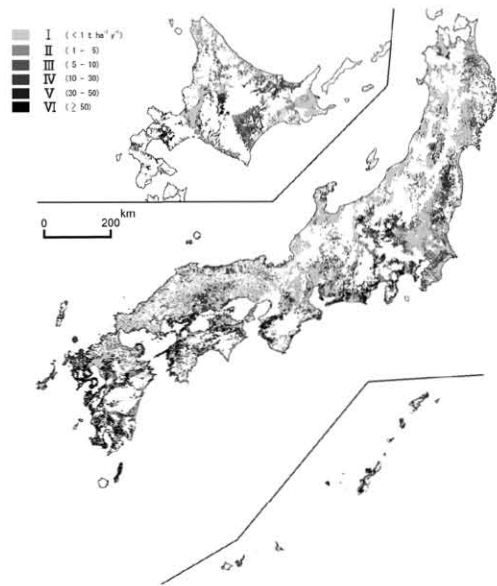 I (< 1 t ha⁻¹ y⁻¹)
II (1 - 5)
III (5 - 10)
IV (10 - 30)
V (30 - 50)
VI (≥ 50)
km
0 200